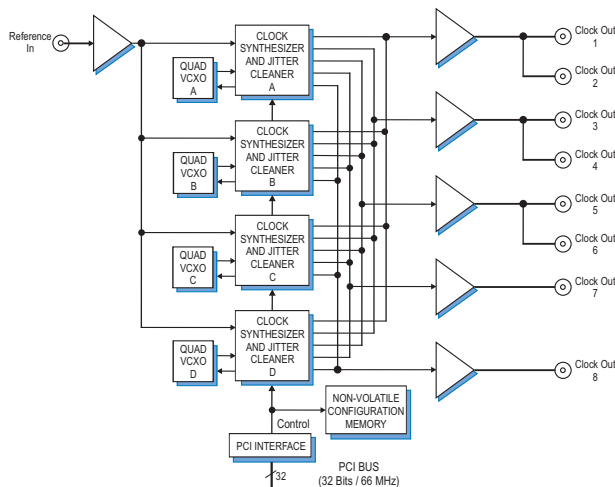 Reference
In
CLOCK
SYNTHESIZER
AND JITTER
CLEANER
A
QUAD
VCXO
A
CLOCK
SYNTHESIZER
AND JITTER
CLEANER
B
QUAD
VCXO
B
CLOCK
SYNTHESIZER
AND JITTER
CLEANER
C
QUAD
VCXO
C
CLOCK
SYNTHESIZER
AND JITTER
CLEANER
D
QUAD
VCXO
D
Clock Out
1
Clock Out
2
Clock Out
3
Clock Out
4
Clock Out
5
Clock Out
6
Clock Out
7
Clock Out
8
Control
NON-VOLATILE
CONFIGURATION
MEMORY
PCI INTERFACE
32
PCI BUS
(32 Bits / 66 MHz)